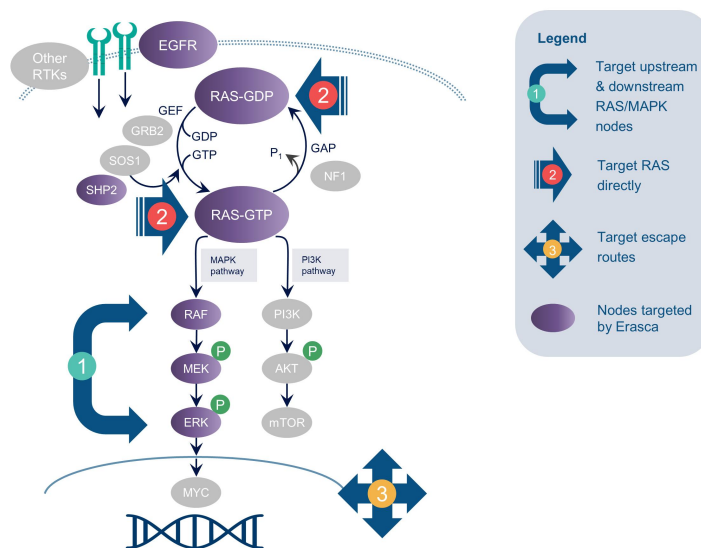 Other
RTKs
EGFR
RAS-GDP
2
GEF
GDP
GTP
GRB2
SOS1
SHP2
P1
GAP
NF1
2
RAS-GTP
MAPK
pathway
PI3K
pathway
RAF
PI3K
1
P
MEK
P
AKT
P
ERK
mTOR
MYC
3
Legend
1
Target upstream
& downstream
RAS/MAPK
nodes
2
Target RAS
directly
3
Target escape
routes
Nodes targeted
by Erasca